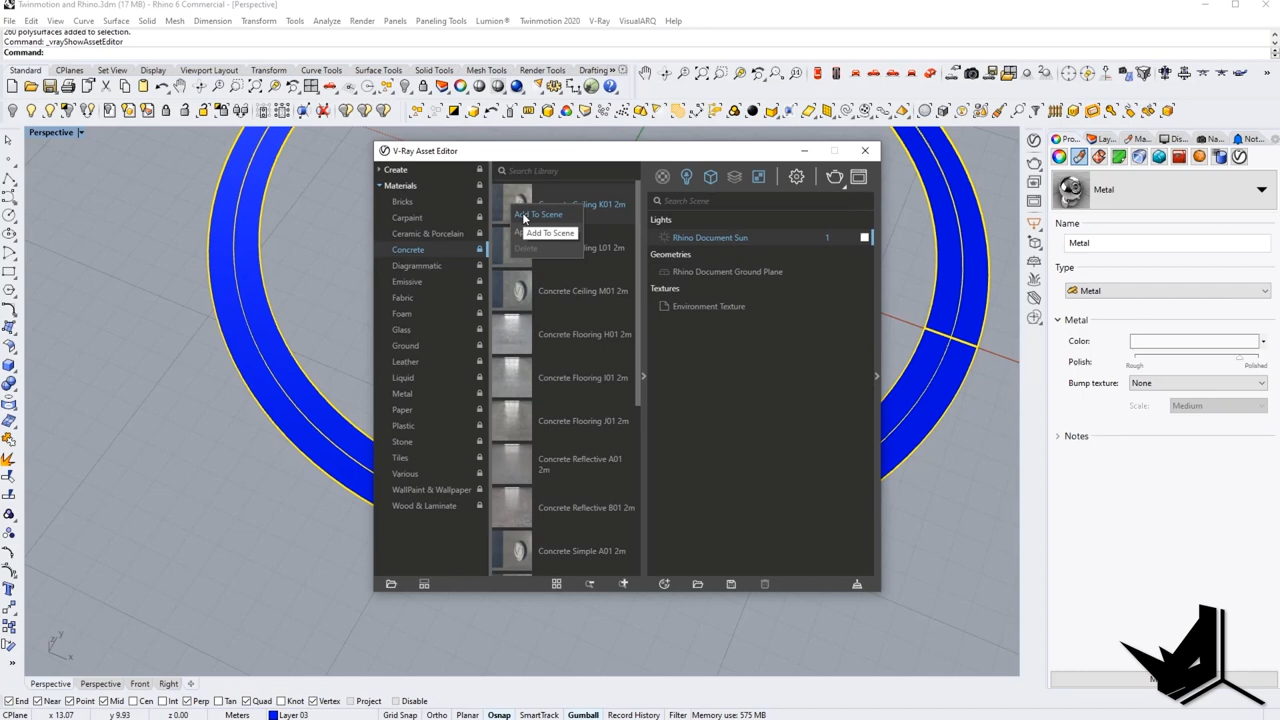 Twinmotion and Rhino.3dm (17 MB) - Rhino 6 Commercial - [Perspective]
File Edit View Curve Surface Solid Mesh Dimension Transform Tools Analyze Render Panels Paneling Tools Lumion® Twinmotion 2020 V-Ray VisualARQ Help
260 polysurfaces added to selection.
Command: _vrayShowAssetEditor
Command:
Standard CPlanes Set View Display Viewport Layout Transform Curve Tools Surface Tools Solid Tools Mesh Tools Render Tools Drafting
Perspective
V-Ray Asset Editor
Create
Materials
Bricks
Carpaint
Ceramic & Porcelain
Concrete
Diagrammatic
Emissive
Fabric
Foam
Glass
Ground
Leather
Liquid
Metal
Paper
Plastic
Stone
Tiles
Various
WallPaint & Wallpaper
Wood & Laminate
Search Library
Add To Scene
Add To Scene
Delete
Concrete Ceiling M01 2m
Concrete Flooring H01 2m
Concrete Flooring I01 2m
Concrete Flooring J01 2m
Concrete Reflective A01
2m
Concrete Reflective B01 2m
Concrete Simple A01 2m
Search Scene
Lights
Rhino Document Sun 1
Geometries
Rhino Document Ground Plane
Textures
Environment Texture
Metal
Name
Metal
Type
Metal
Metal
Color:
Polish:
Rough Polished
Bump texture: None
Scale: Medium
Notes
y
x
Perspective Perspective Front Right
End Near Point Mid Cen Int Perp Tan Quad Knot Vertex Project Disable
CPlane x 13.07 y 9.93 z 0.00 Meters Layer 03 Grid Snap Ortho Planar Osnap SmartTrack Gumball Record History Filter Memory use: 575 MB